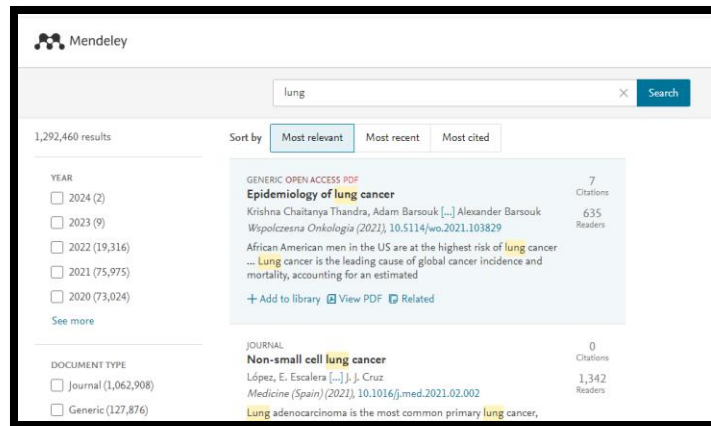 Mendeley
lung
Search
1,292,460 results
Sort by
Most relevant
Most recent
Most cited
YEAR
2024 (2)
2023 (9)
2022 (19,316)
2021 (75,975)
2020 (73,024)
See more
DOCUMENT TYPE
Journal (1,062,908)
Generic (127,876)
GENERIC OPEN ACCESS PDF
Epidemiology of lung cancer
Krishna Chaitanya Thandra, Adam Barsouk [...] Alexander Barsouk
Wspolczesna Onkologia (2021), 10.5114/wo.2021.103829
African American men in the US are at the highest risk of lung cancer
... Lung cancer is the leading cause of global cancer incidence and
mortality, accounting for an estimated
Add to library View PDF Related
7
Citations
635
Readers
JOURNAL
Non-small cell lung cancer
López, E. Escalera [...] J. J. Cruz
Medicine (Spain) (2021), 10.1016/j.med.2021.02.002
Lung adenocarcinoma is the most common primary lung cancer,
0
Citations
1,342
Readers